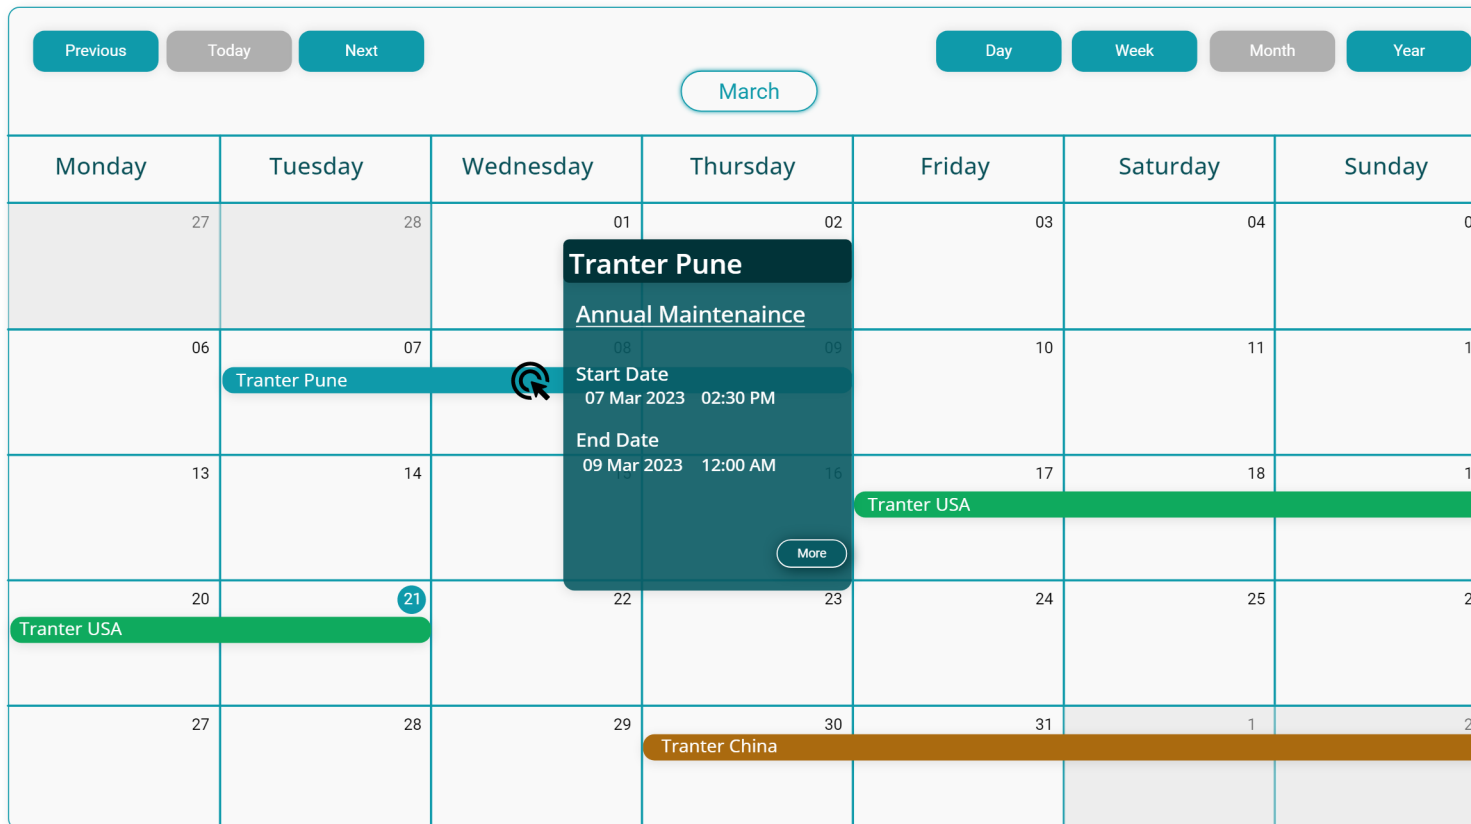 Previous Today Next Day Week Month Year
March
Monday Tuesday Wednesday Thursday Friday Saturday Sunday
27 28 01 02 03 04
Tranter Pune
Annual Maintenaince
06 07 08 09 10 11
Tranter Pune
Start Date
07 Mar 2023 02:30 PM
End Date
09 Mar 2023 12:00 AM
13 14 16 17 18
Tranter USA
More
20 21 22 23 24 25
Tranter USA
27 28 29 30 31 1
Tranter China